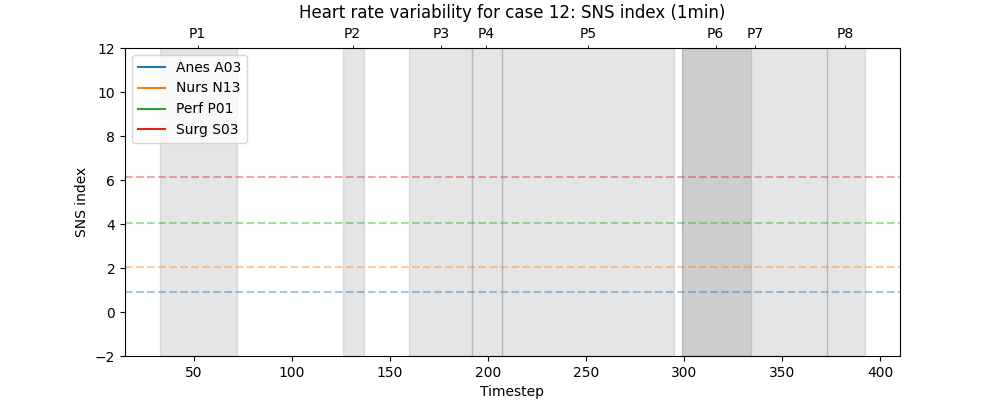 Heart rate variability for case 12: SNS index (1min)
P1 P2 P3 P4 P5 P6 P7 P8
12
10
8
6
4
2
0
−2
SNS index
Anes A03
Nurs N13
Perf P01
Surg S03
50 100 150 200 250 300 350 400
Timestep